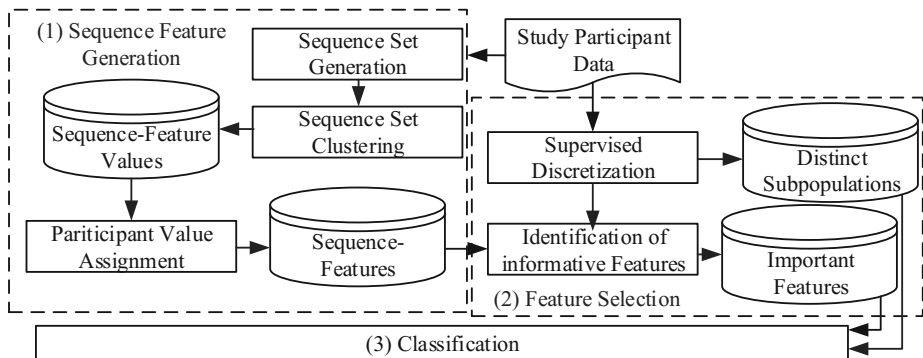 (1) Sequence Feature
Generation
Sequence Set
Generation
Study Participant
Data
Sequence-Feature
Values
Sequence Set
Clustering
Supervised
Discretization
Distinct
Subpopulations
Pariticipant Value
Assignment
Sequence-
Features
Identification of
informative Features
Important
Features
(2) Feature Selection
(3) Classification